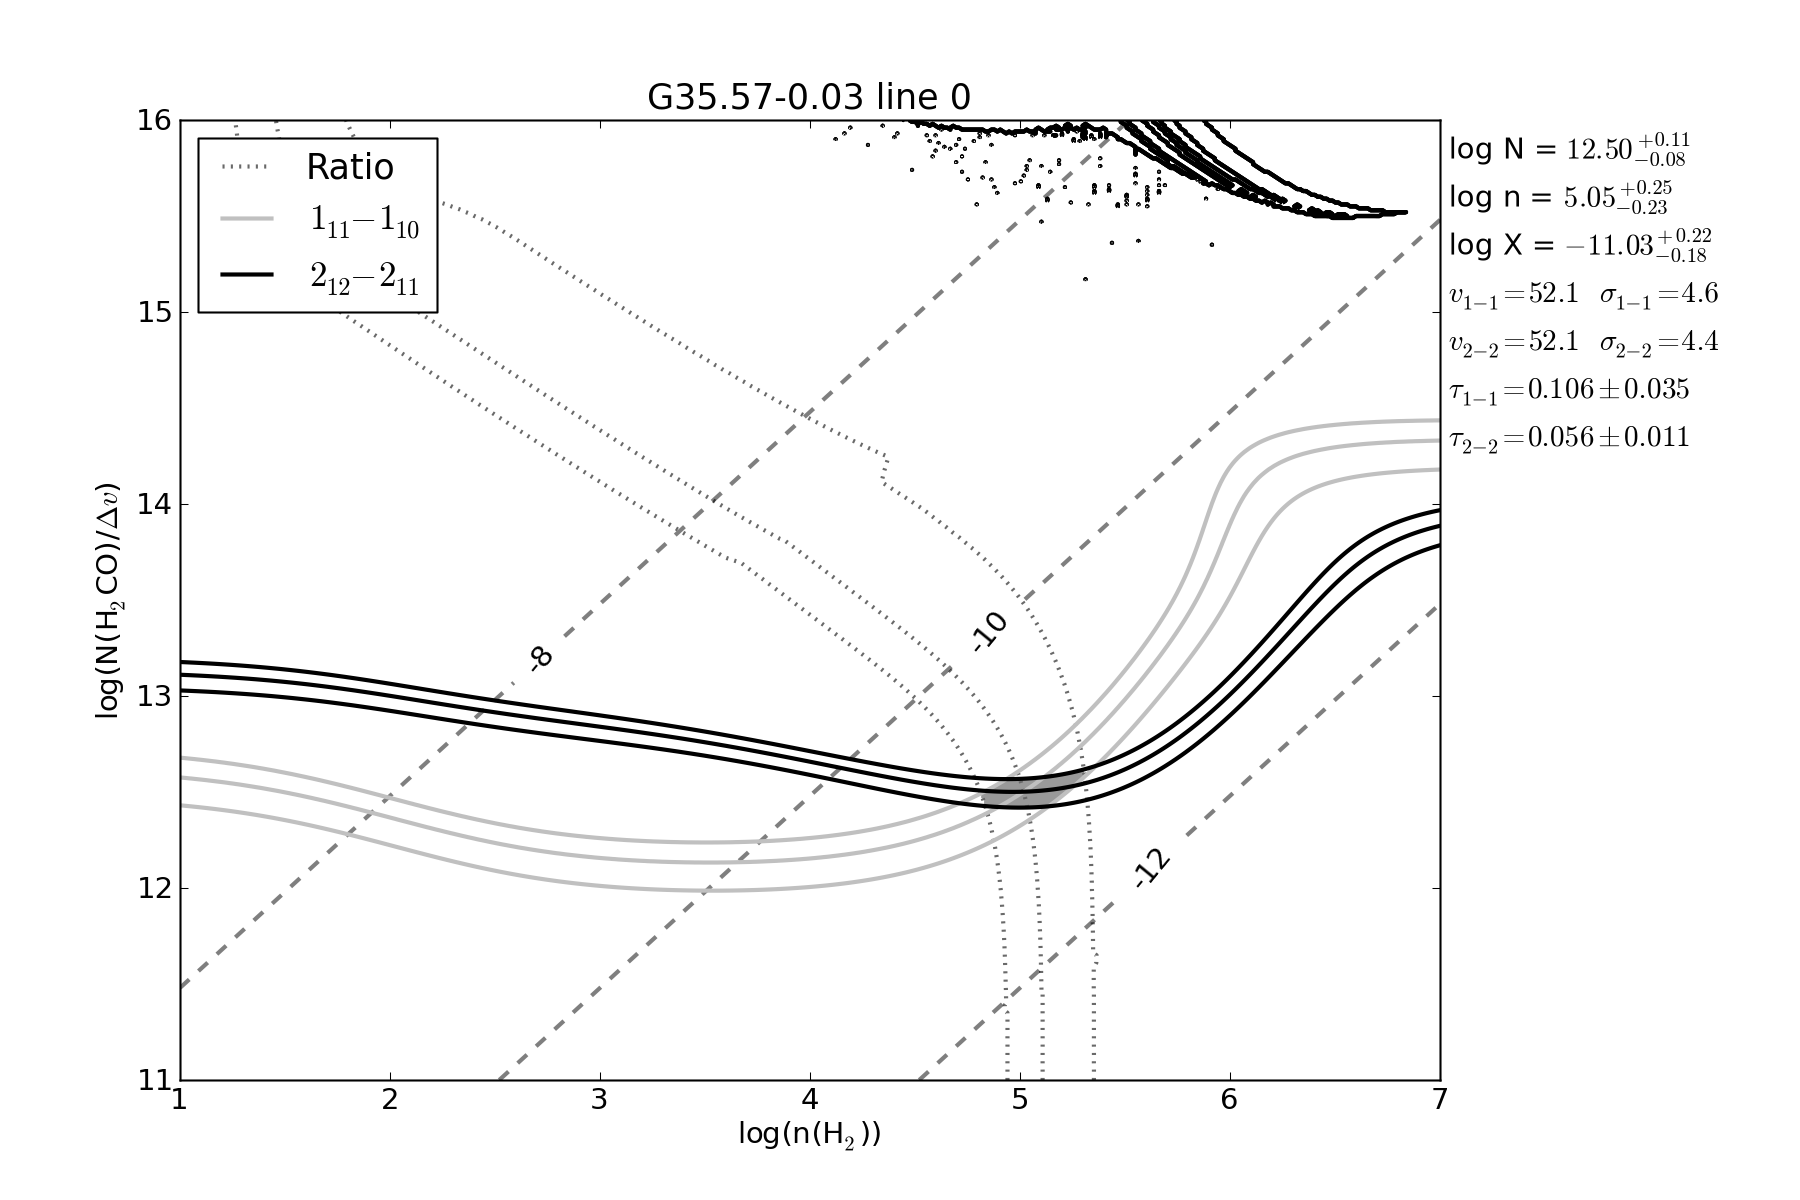 G35.57-0.03 line 0
16
15
14
13
12
11
log(N(H₂CO)/Δv)
Ratio
1₁₁−1₁₀
2₁₂−2₁₁
-8
-10
-12
1 2 3 4 5 6 7
log(n(H₂))
log N = 12.50 +0.11 −0.08
log n = 5.05 +0.25 −0.23
log X = −11.03 +0.22 −0.18
v₁₋₁=52.1 σ₁₋₁=4.6
v₂₋₂=52.1 σ₂₋₂=4.4
τ₁₋₁=0.106±0.035
τ₂₋₂=0.056±0.011